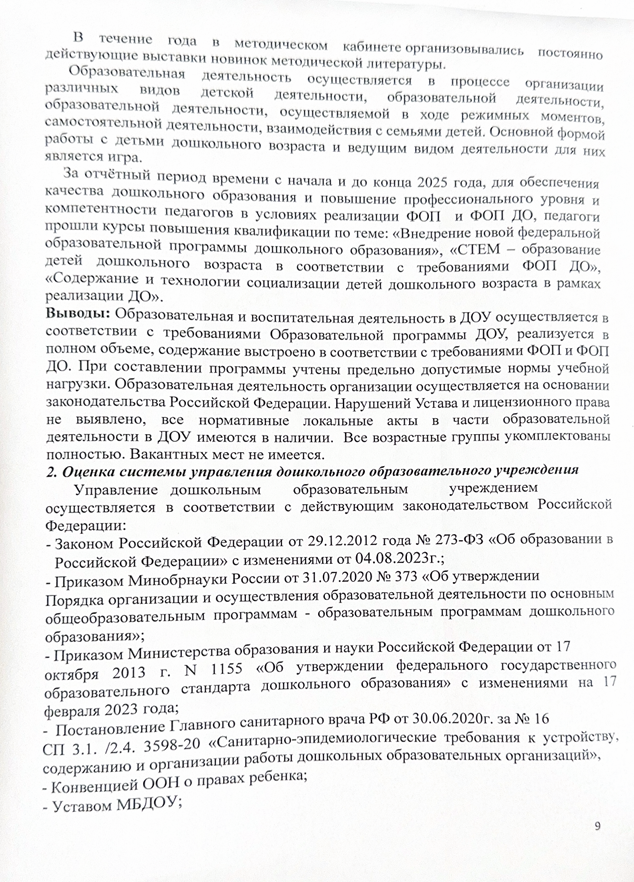 В течение года в методическом кабинете организовывались постоянно
действующие выставки новинок методической литературы.
Образовательная деятельность осуществляется в процессе организации
различных видов детской деятельности, образовательной деятельности,
образовательной деятельности, осуществляемой в ходе режимных моментов,
самостоятельной деятельности, взаимодействия с семьями детей. Основной формой
работы с детьми дошкольного возраста и ведущим видом деятельности для них
является игра.
За отчётный период времени с начала и до конца 2025 года, для обеспечения
качества дошкольного образования и повышение профессионального уровня и
компетентности педагогов в условиях реализации ФОП и ФОП ДО, педагоги
прошли курсы повышения квалификации по теме: «Внедрение новой федеральной
образовательной программы дошкольного образования», «СТЕМ – образование
детей дошкольного возраста в соответствии с требованиями ФОП ДО»,
«Содержание и технологии социализации детей дошкольного возраста в рамках
реализации ДО».
Выводы: Образовательная и воспитательная деятельность в ДОУ осуществляется в
соответствии с требованиями Образовательной программы ДОУ, реализуется в
полном объеме, содержание выстроено в соответствии с требованиями ФОП и ФОП
ДО. При составлении программы учтены предельно допустимые нормы учебной
нагрузки. Образовательная деятельность организации осуществляется на основании
законодательства Российской Федерации. Нарушений Устава и лицензионного права
не выявлено, все нормативные локальные акты в части образовательной
деятельности в ДОУ имеются в наличии. Все возрастные группы укомплектованы
полностью. Вакантных мест не имеется.
2. Оценка системы управления дошкольного образовательного учреждения
Управление дошкольным образовательным учреждением
осуществляется в соответствии с действующим законодательством Российской
Федерации:
- Законом Российской Федерации от 29.12.2012 года № 273-ФЗ «Об образовании в
Российской Федерации» с изменениями от 04.08.2023г.;
- Приказом Минобрнауки России от 31.07.2020 № 373 «Об утверждении
Порядка организации и осуществления образовательной деятельности по основным
общеобразовательным программам - образовательным программам дошкольного
образования»;
- Приказом Министерства образования и науки Российской Федерации от 17
октября 2013 г. N 1155 «Об утверждении федерального государственного
образовательного стандарта дошкольного образования» с изменениями на 17
февраля 2023 года;
- Постановление Главного санитарного врача РФ от 30.06.2020г. за № 16
СП 3.1. /2.4. 3598-20 «Санитарно-эпидемиологические требования к устройству,
содержанию и организации работы дошкольных образовательных организаций»,
- Конвенцией ООН о правах ребенка;
- Уставом МБДОУ;
9